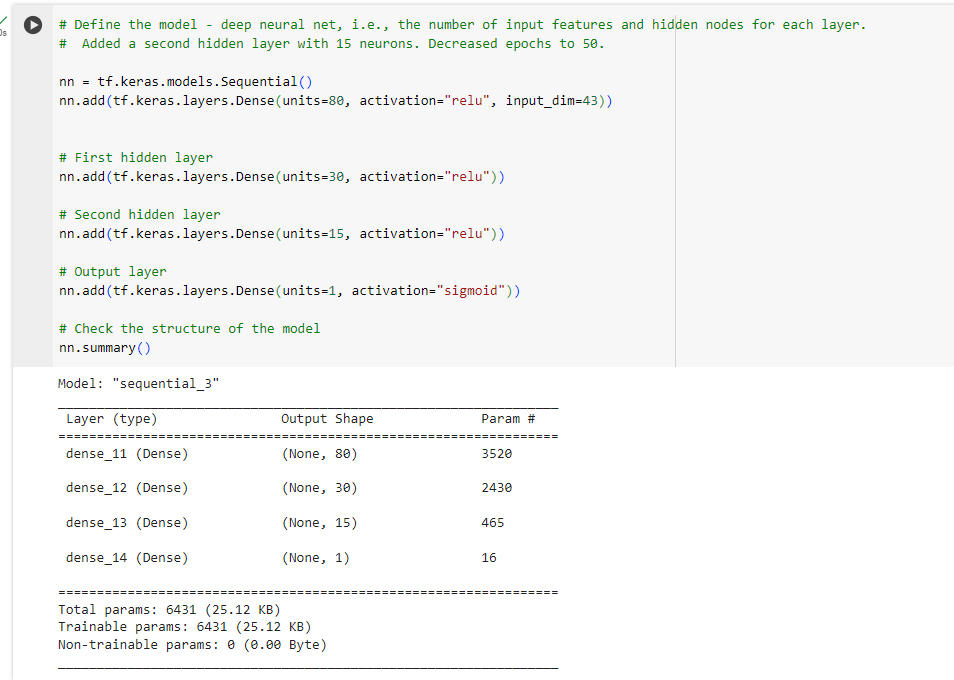 # Define the model - deep neural net, i.e., the number of input features and hidden nodes for each layer.
#  Added a second hidden layer with 15 neurons. Decreased epochs to 50.
nn = tf.keras.models.Sequential()
nn.add(tf.keras.layers.Dense(units=80, activation="relu", input_dim=43))
# First hidden layer
nn.add(tf.keras.layers.Dense(units=30, activation="relu"))
# Second hidden layer
nn.add(tf.keras.layers.Dense(units=15, activation="relu"))
# Output layer
nn.add(tf.keras.layers.Dense(units=1, activation="sigmoid"))
# Check the structure of the model
nn.summary()
Model: "sequential_3"
_________________________________________________________________
Layer (type) Output Shape Param #
=================================================================
dense_11 (Dense) (None, 80) 3520
dense_12 (Dense) (None, 30) 2430
dense_13 (Dense) (None, 15) 465
dense_14 (Dense) (None, 1) 16
=================================================================
Total params: 6431 (25.12 KB)
Trainable params: 6431 (25.12 KB)
Non-trainable params: 0 (0.00 Byte)
_________________________________________________________________